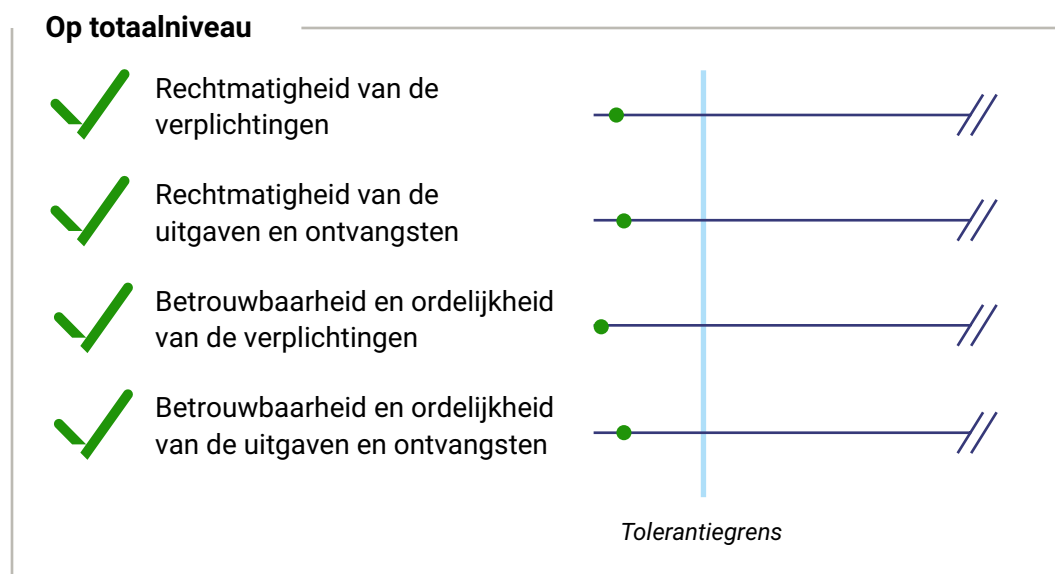 Op totaalniveau
Rechtmatigheid van de
verplichtingen
Rechtmatigheid van de
uitgaven en ontvangsten
Betrouwbaarheid en ordelijkheid
van de verplichtingen
Betrouwbaarheid en ordelijkheid
van de uitgaven en ontvangsten
Tolerantiegrens